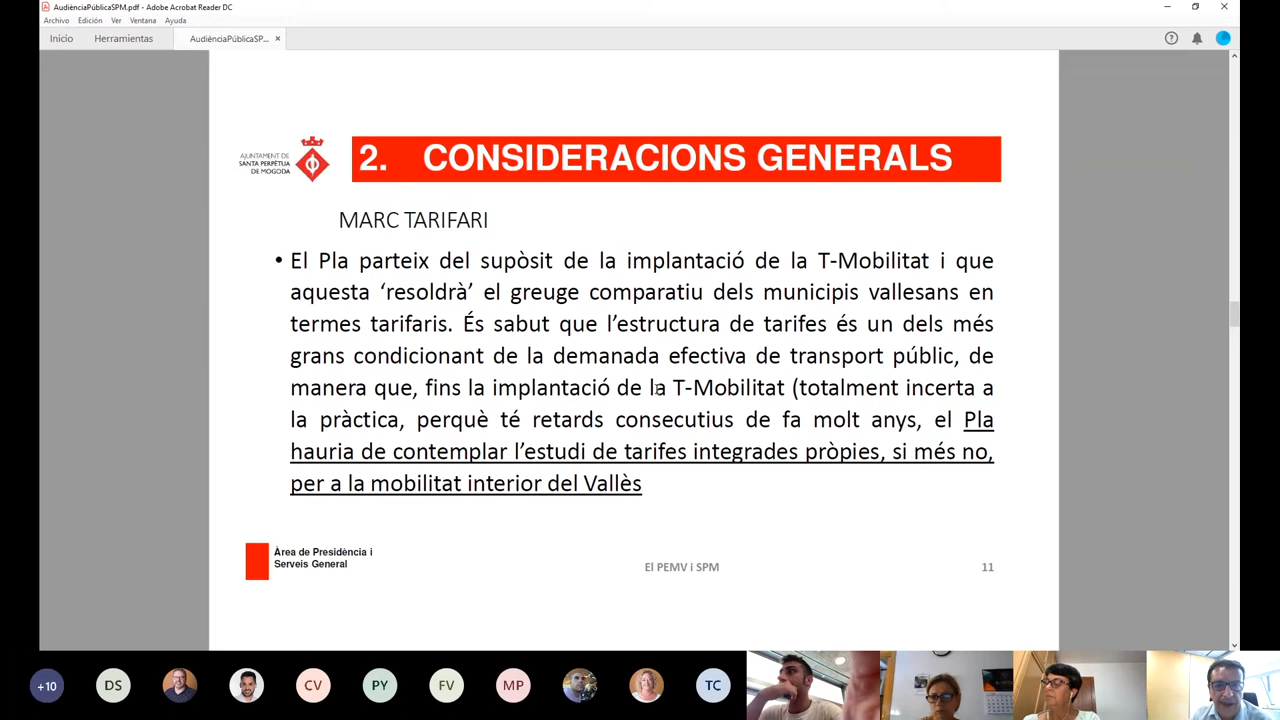 AudiènciaPúblicaSPM.pdf - Adobe Acrobat Reader DC
Archivo Edición Ver Ventana Ayuda
Inicio Herramientas AudiènciaPúblicaSP... ×
AJUNTAMENT DE
SANTA PERPÈTUA
DE MOGODA
2. CONSIDERACIONS GENERALS
MARC TARIFARI
• El Pla parteix del supòsit de la implantació de la T-Mobilitat i que
aquesta ‘resoldrà’ el greuge comparatiu dels municipis vallesans en
termes tarifaris. És sabut que l’estructura de tarifes és un dels més
grans condicionant de la demanada efectiva de transport públic, de
manera que, fins la implantació de la T-Mobilitat (totalment incerta a
la pràctica, perquè té retards consecutius de fa molt anys, el Pla
hauria de contemplar l’estudi de tarifes integrades pròpies, si més no,
per a la mobilitat interior del Vallès
Àrea de Presidència i
Serveis General
El PEMV i SPM
11
+10 DS CV PY FV MP TC